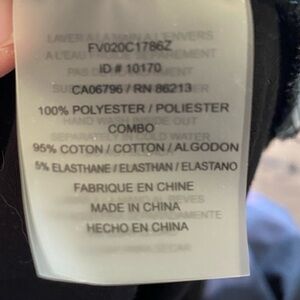 FV020C1786Z
ID # 10170
CA06796 / RN 86213
100% POLYESTER / POLIESTER
COMBO
95% COTON / COTTON / ALGODON
5% ELASTHANE / ELASTHAN / ELASTANO
FABRIQUE EN CHINE
MADE IN CHINA
HECHO EN CHINA